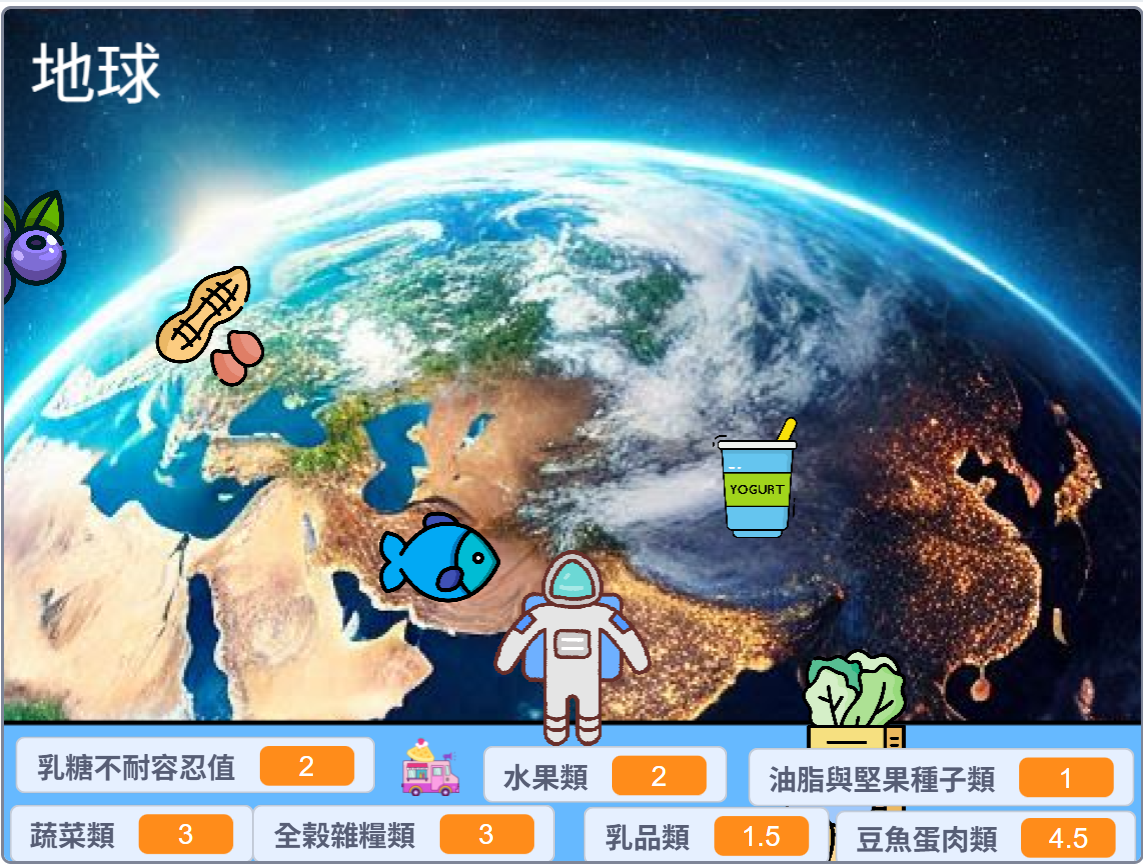 地球
YOGURT
乳糖不耐容忍值 2
水果類 2
油脂與堅果種子類 1
蔬菜類 3
全穀雜糧類 3
乳品類 1.5
豆魚蛋肉類 4.5